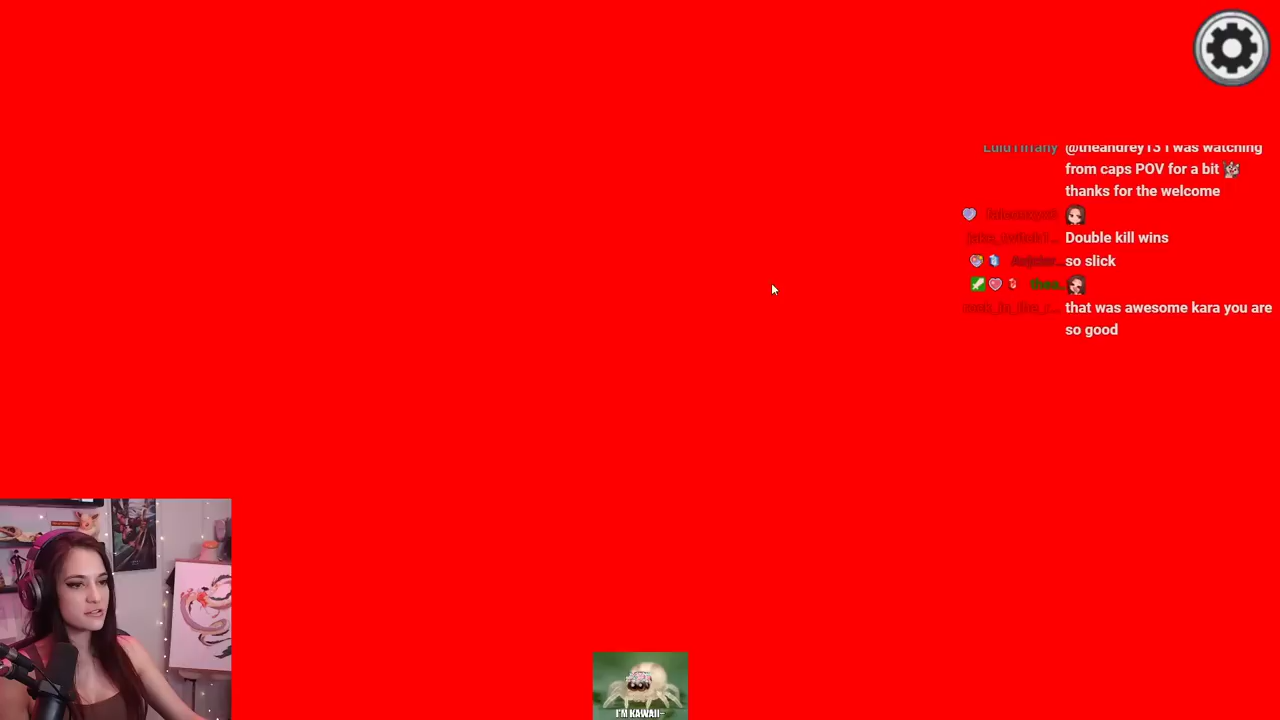 @theandrey13 I was watching
from caps POV for a bit
thanks for the welcome
Double kill wins
so slick
that was awesome kara you are
so good
I'M KAWAII~